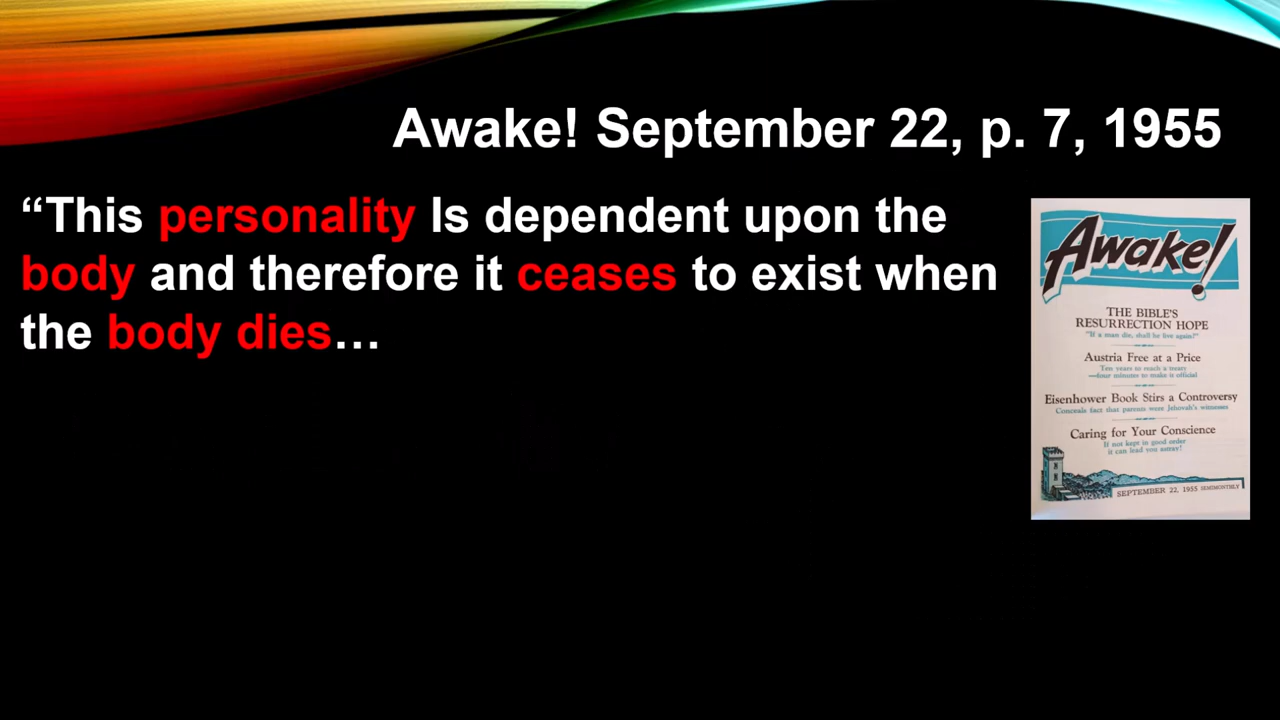 Awake! September 22, p. 7, 1955
“This personality Is dependent upon the
body and therefore it ceases to exist when
the body dies…
Awake!
THE BIBLE'S
RESURRECTION HOPE
"If a man die, shall he live again?"
Austria Free at a Price
Ten years to reach a treaty
—four minutes to make it official
Eisenhower Book Stirs a Controversy
Conceals fact that parents were Jehovah's witnesses
Caring for Your Conscience
If not kept in good order
it can lead you astray!
SEPTEMBER 22, 1955 SEMIMONTHLY